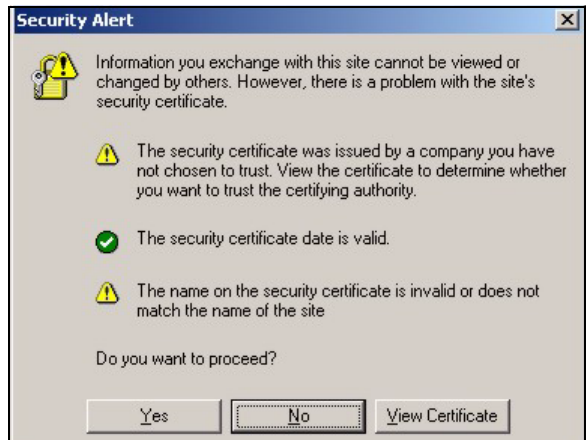 Security Alert
Information you exchange with this site cannot be viewed or
changed by others. However, there is a problem with the site's
security certificate.
The security certificate was issued by a company you have
not chosen to trust. View the certificate to determine whether
you want to trust the certifying authority.
The security certificate date is valid.
The name on the security certificate is invalid or does not
match the name of the site
Do you want to proceed?
Yes No View Certificate